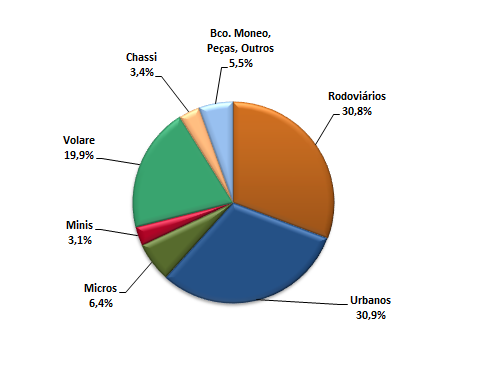 Bco. Moneo,
Peças, Outros
5,5%
Chassi
3,4%
Rodoviários
30,8%
Volare
19,9%
Minis
3,1%
Micros
6,4%
Urbanos
30,9%